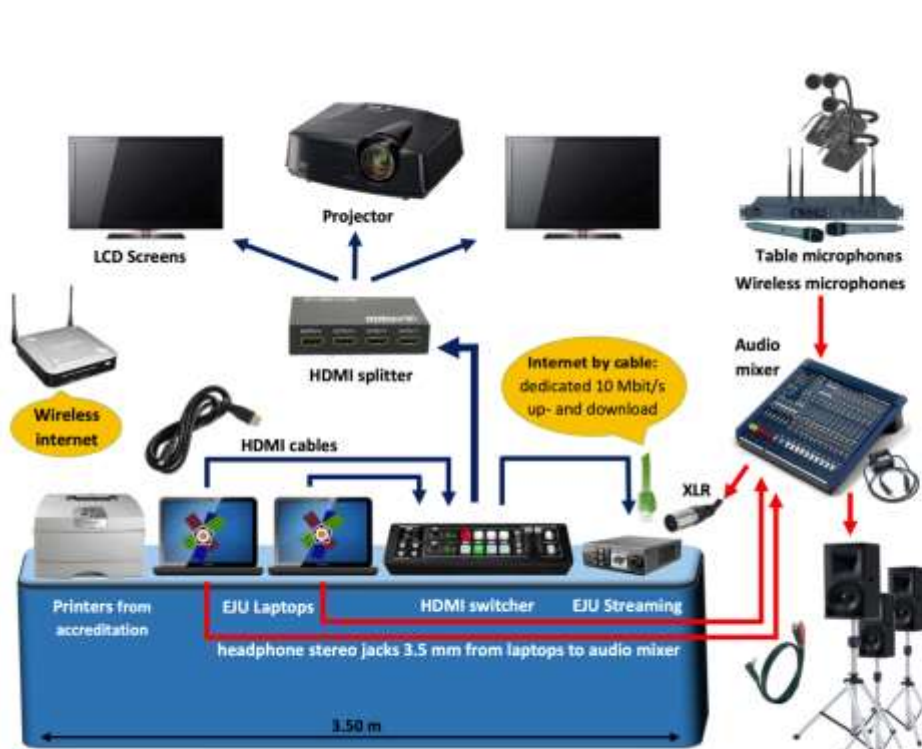 Projector
LCD Screens
Table microphones
Wireless microphones
HDMI splitter
Internet by cable:
dedicated 10 Mbit/s
up- and download
Audio
mixer
Wireless
internet
HDMI cables
XLR
Printers from
accreditation
EJU Laptops
HDMI switcher
EJU Streaming
headphone stereo jacks 3.5 mm from laptops to audio mixer
3.50 m